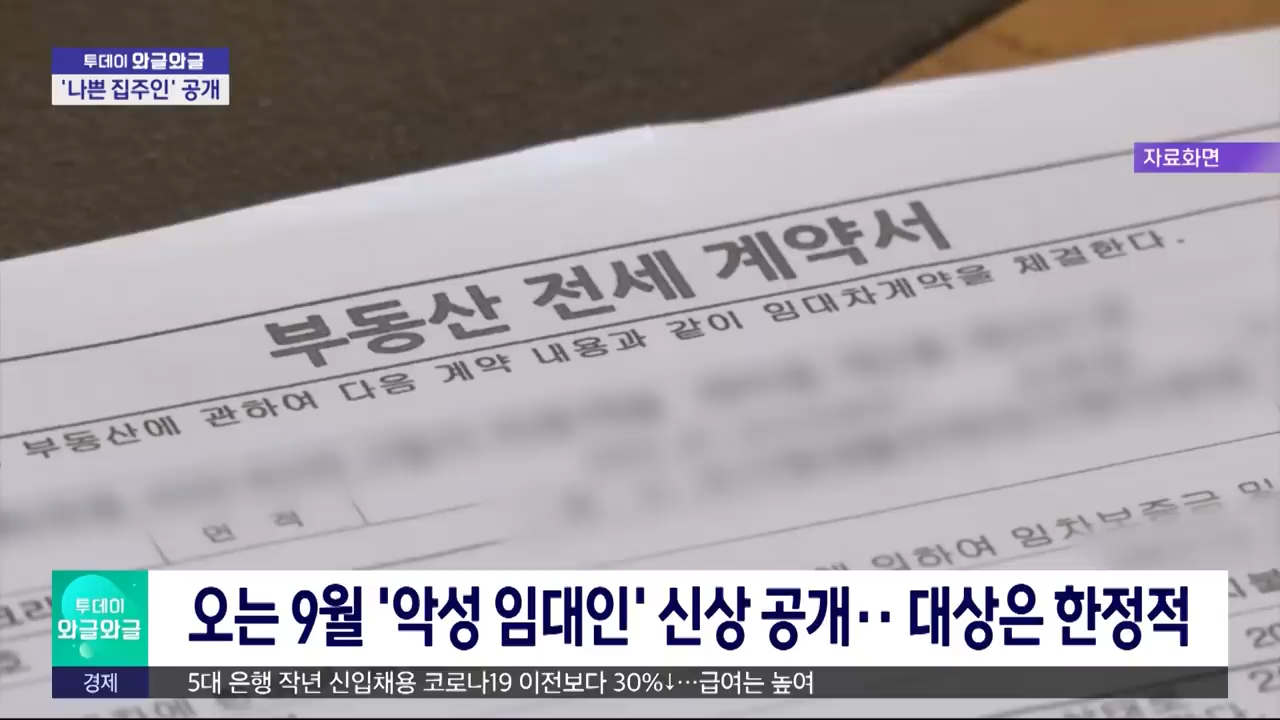 투데이 와글와글
'나쁜 집주인' 공개
자료화면
부동산 전세 계약서
부동산에 관하여 다음 계약 내용과 같이 임대차계약을 체결한다.
면 적
의하여 임차보증금 및
투데이
와글와글
오는 9월 '악성 임대인' 신상 공개‥ 대상은 한정적
경제
5대 은행 작년 신입채용 코로나19 이전보다 30%↓…급여는 높여